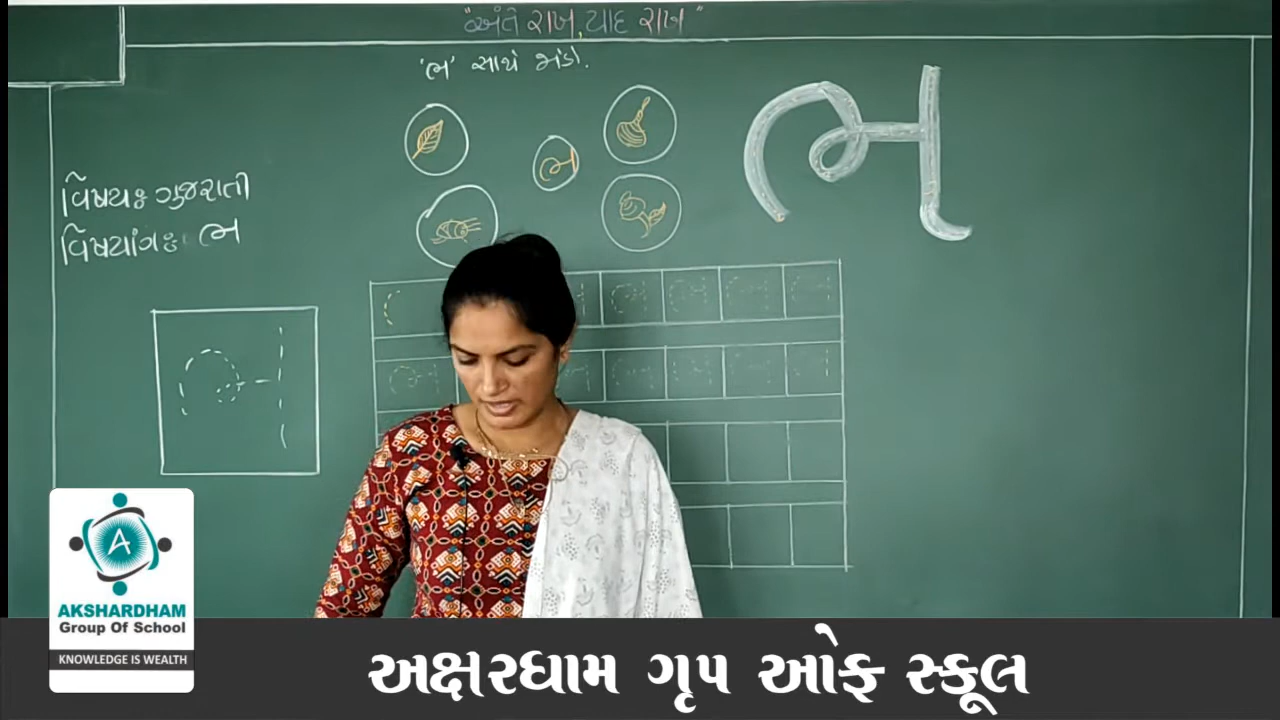 "અંતે રાખ, યાદ રાખ"
'ભ' સાથે જોડો.
ભ
ભ
વિષય: ગુજરાતી
વિષયાંગ: ભ
A
AKSHARDHAM
Group Of School
KNOWLEDGE IS WEALTH
અક્ષરધામ ગૃપ ઓફ સ્કૂલ